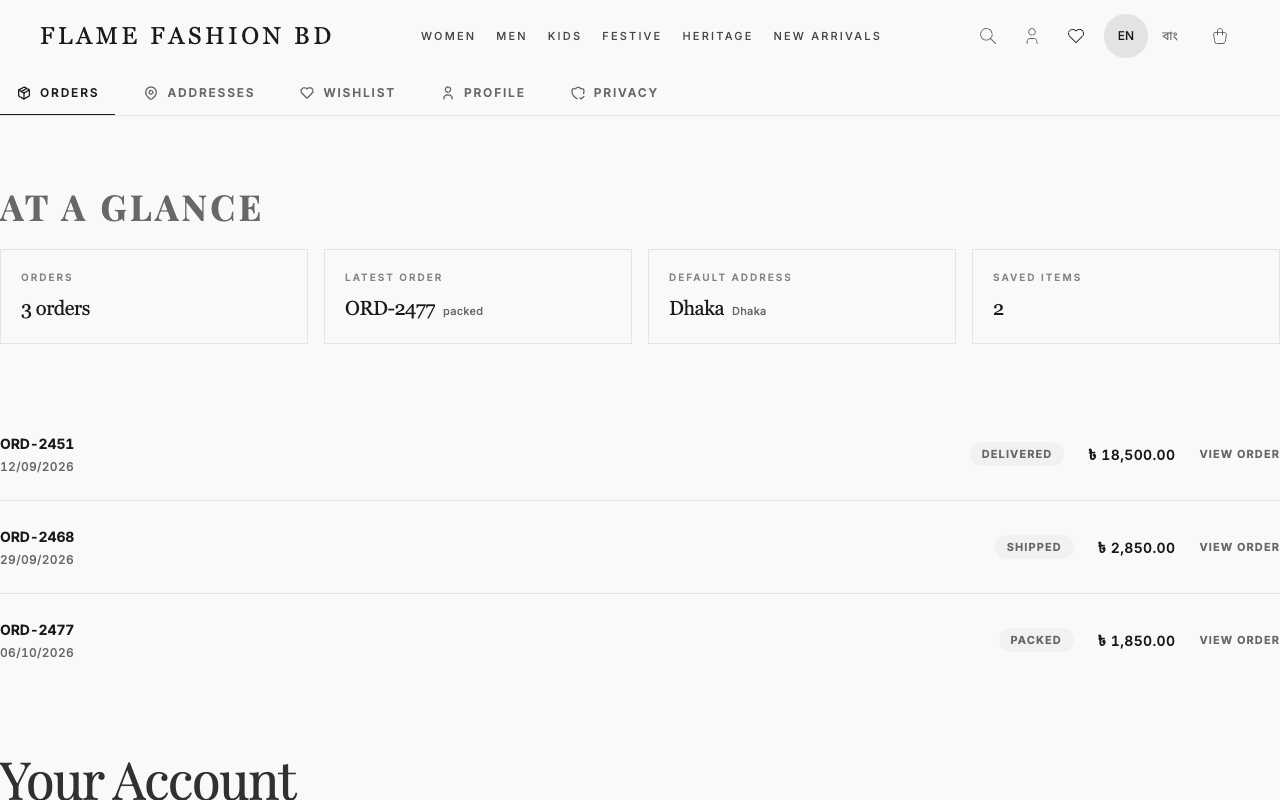 FLAME FASHION BD WOMEN MEN KIDS FESTIVE HERITAGE NEW ARRIVALS EN বাং
ORDERS ADDRESSES WISHLIST PROFILE PRIVACY
AT A GLANCE
ORDERS
3 orders
LATEST ORDER
ORD-2477 packed
DEFAULT ADDRESS
Dhaka Dhaka
SAVED ITEMS
2
ORD-2451
12/09/2026
DELIVERED ৳ 18,500.00 VIEW ORDER
ORD-2468
29/09/2026
SHIPPED ৳ 2,850.00 VIEW ORDER
ORD-2477
06/10/2026
PACKED ৳ 1,850.00 VIEW ORDER
Your Account